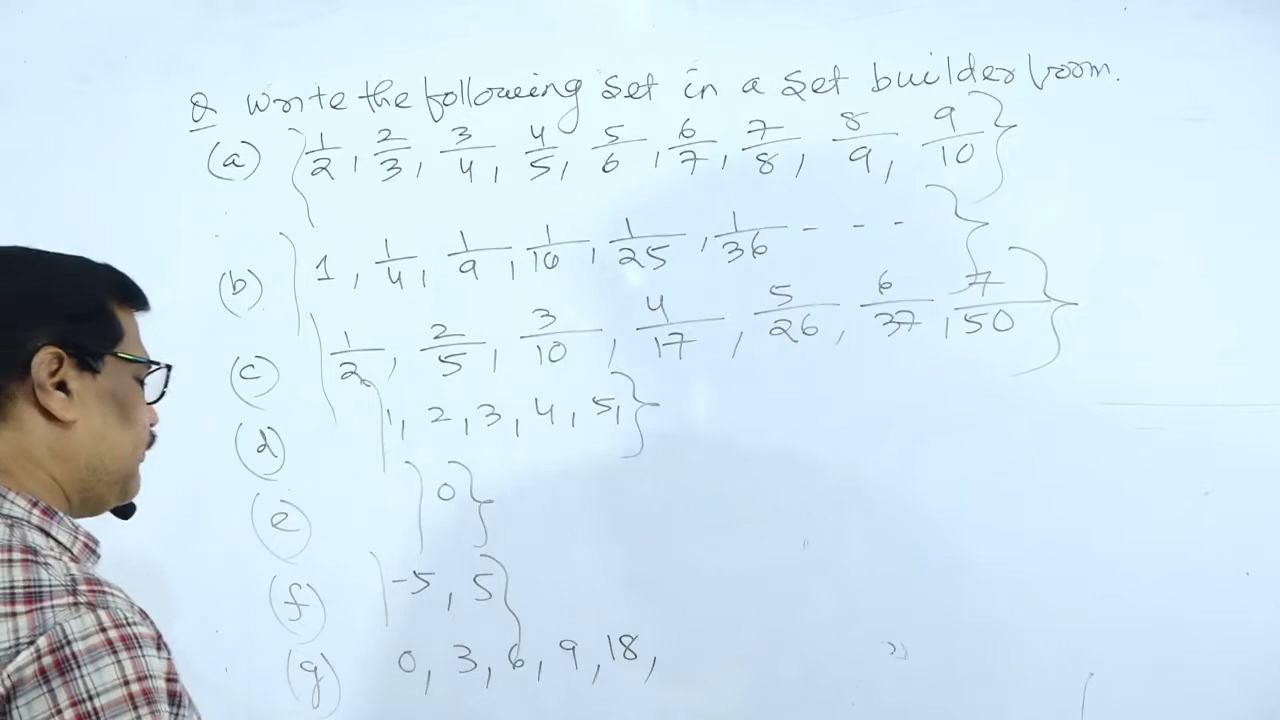 Q Write the following set in a set builder form.
(a) {1/2, 2/3, 3/4, 4/5, 5/6, 6/7, 7/8, 8/9, 9/10}
(b) {1, 1/4, 1/9, 1/16, 1/25, 1/36 - - - }
(c) {1/2, 2/5, 3/10, 4/17, 5/26, 6/37, 7/50}
(d) {1, 2, 3, 4, 5, }
(e) {0}
(f) {-5, 5}
(g) 0, 3, 6, 9, 18,